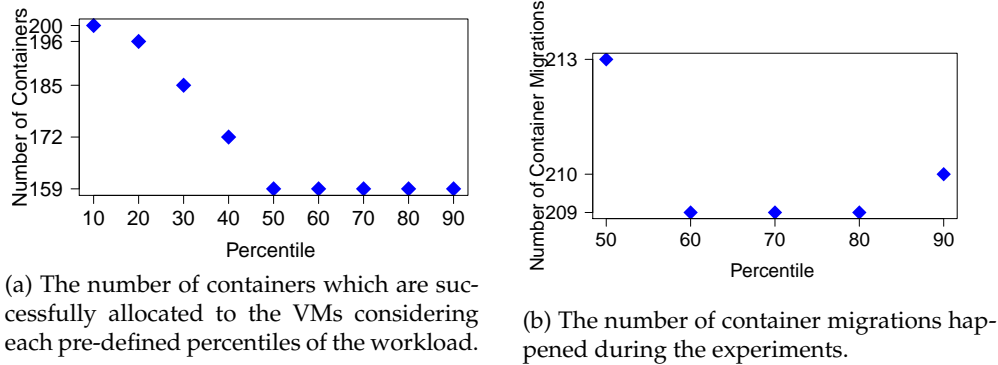 Number of Containers
200
196
185
172
159
10 20 30 40 50 60 70 80 90
Percentile
(a) The number of containers which are suc-
cessfully allocated to the VMs considering
each pre-defined percentiles of the workload.
Number of Container Migrations
213
210
209
50 60 70 80 90
Percentile
(b) The number of container migrations hap-
pened during the experiments.